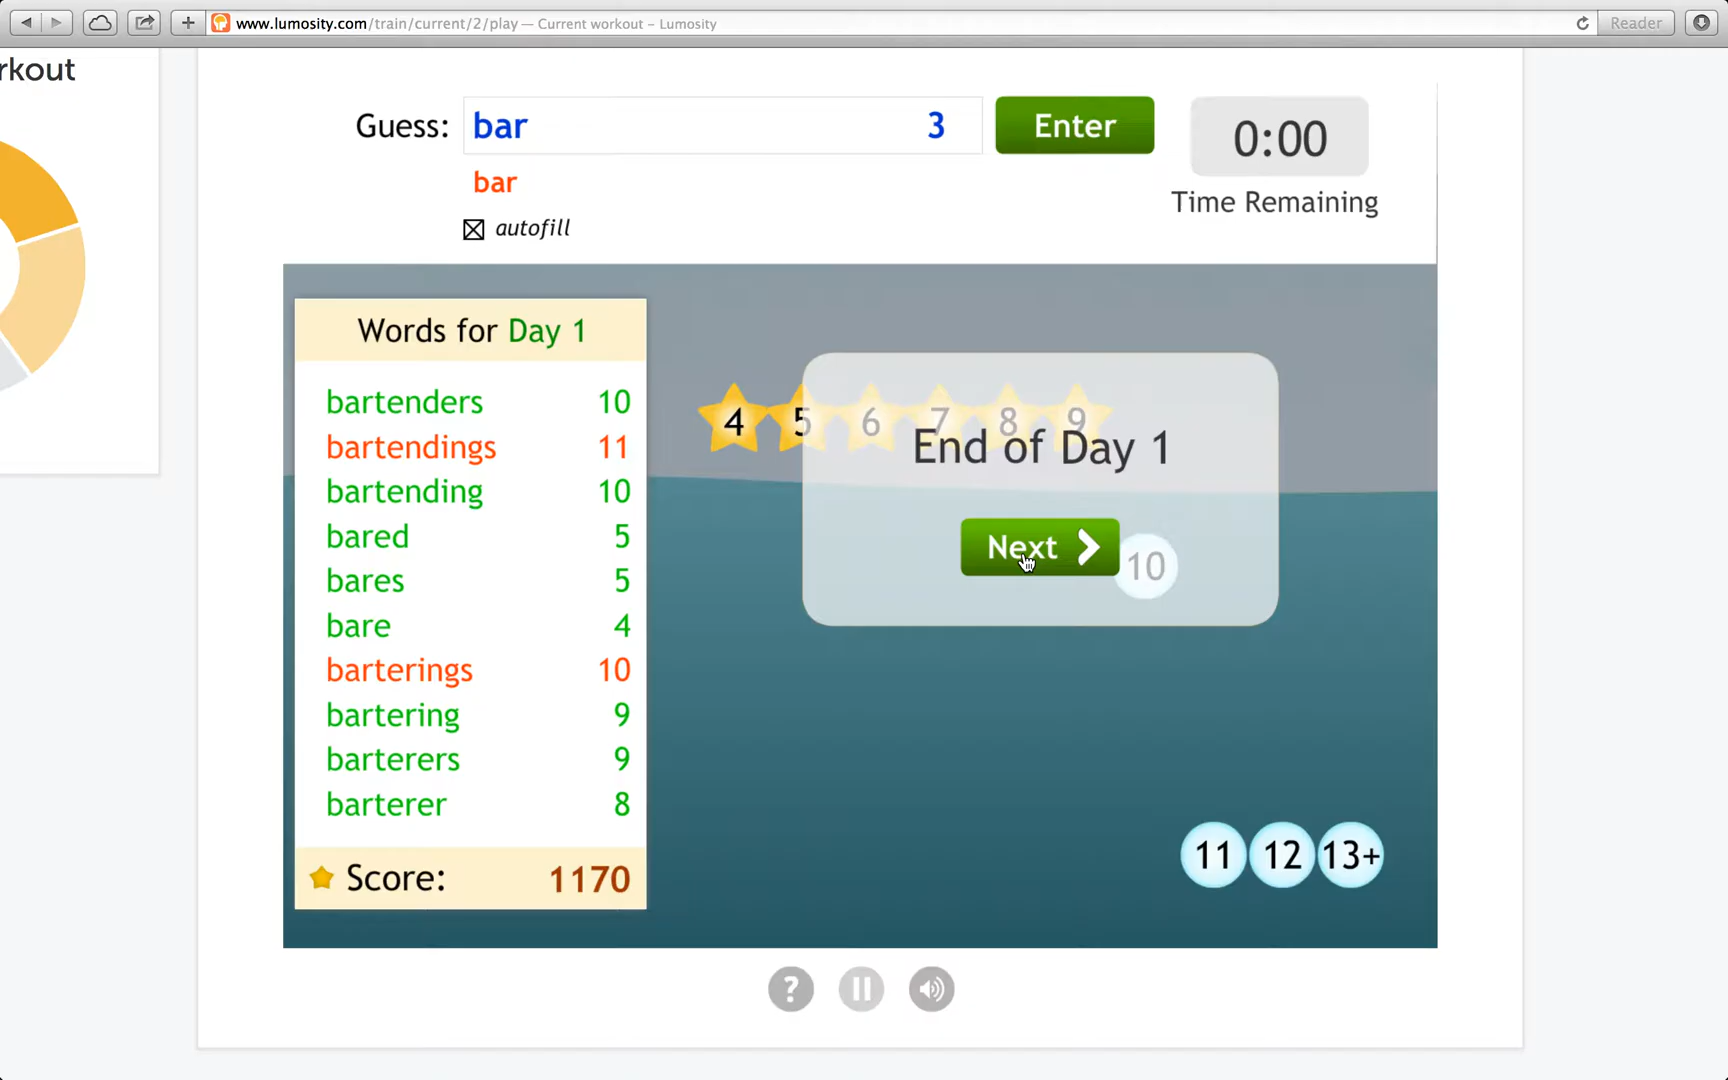 www.lumosity.com/train/current/2/play — Current workout – Lumosity
Reader
rkout
Guess: bar 3 Enter 0:00
bar
Time Remaining
autofill
Words for Day 1
bartenders 10
bartendings 11
bartending 10
bared 5
bares 5
bare 4
barterings 10
bartering 9
barterers 9
barterer 8
Score: 1170
4 5 6 7 8 9
End of Day 1
Next
10
11 12 13+
?